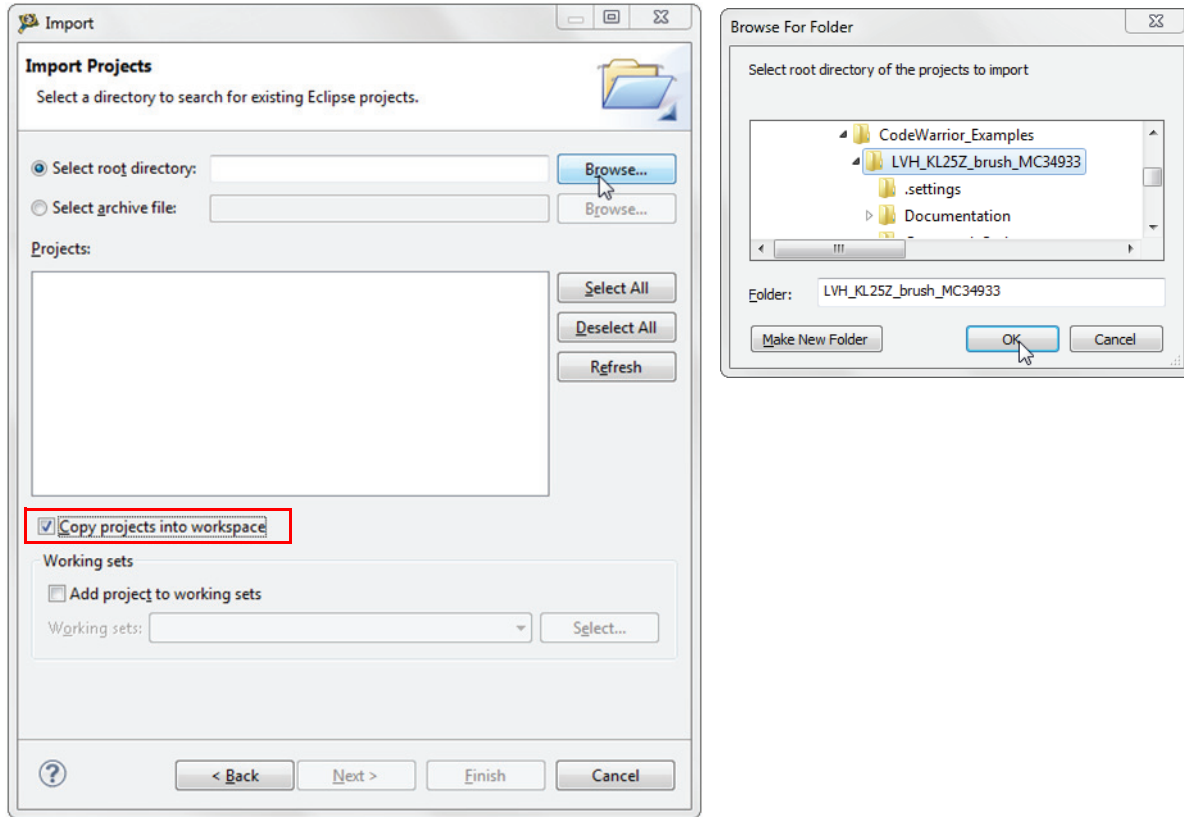 Import
Import Projects
Select a directory to search for existing Eclipse projects.
Select root directory:
Browse...
Select archive file:
Browse...
Projects:
Select All
Deselect All
Refresh
Copy projects into workspace
Working sets
Add project to working sets
Working sets:
Select...
?
< Back
Next >
Finish
Cancel
Browse For Folder
Select root directory of the projects to import
CodeWarrior_Examples
LVH_KL25Z_brush_MC34933
.settings
Documentation
Folder:
LVH_KL25Z_brush_MC34933
Make New Folder
OK
Cancel